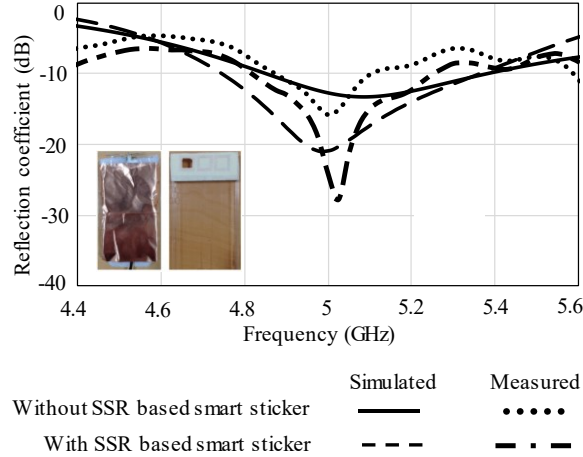 0
-10
-20
-30
-40
Reflection coefficient (dB)
4.4 4.6 4.8 5 5.2 5.4 5.6
Frequency (GHz)
Simulated Measured
Without SSR based smart sticker
With SSR based smart sticker